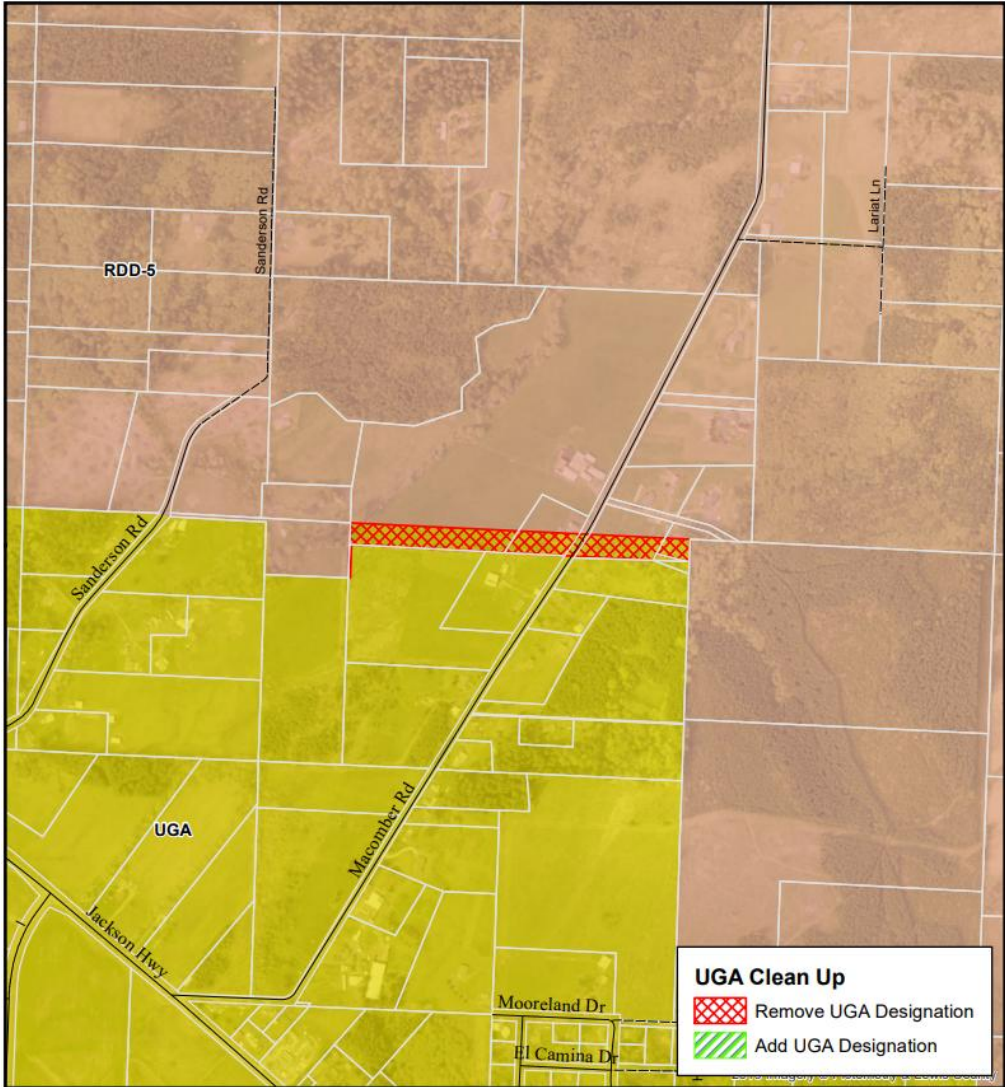 Sanderson Rd
Lariat Ln
RDD-5
Sanderson Rd
UGA
Macomber Rd
Jackson Hwy
Mooreland Dr
El Camina Dr
UGA Clean Up
Remove UGA Designation
Add UGA Designation